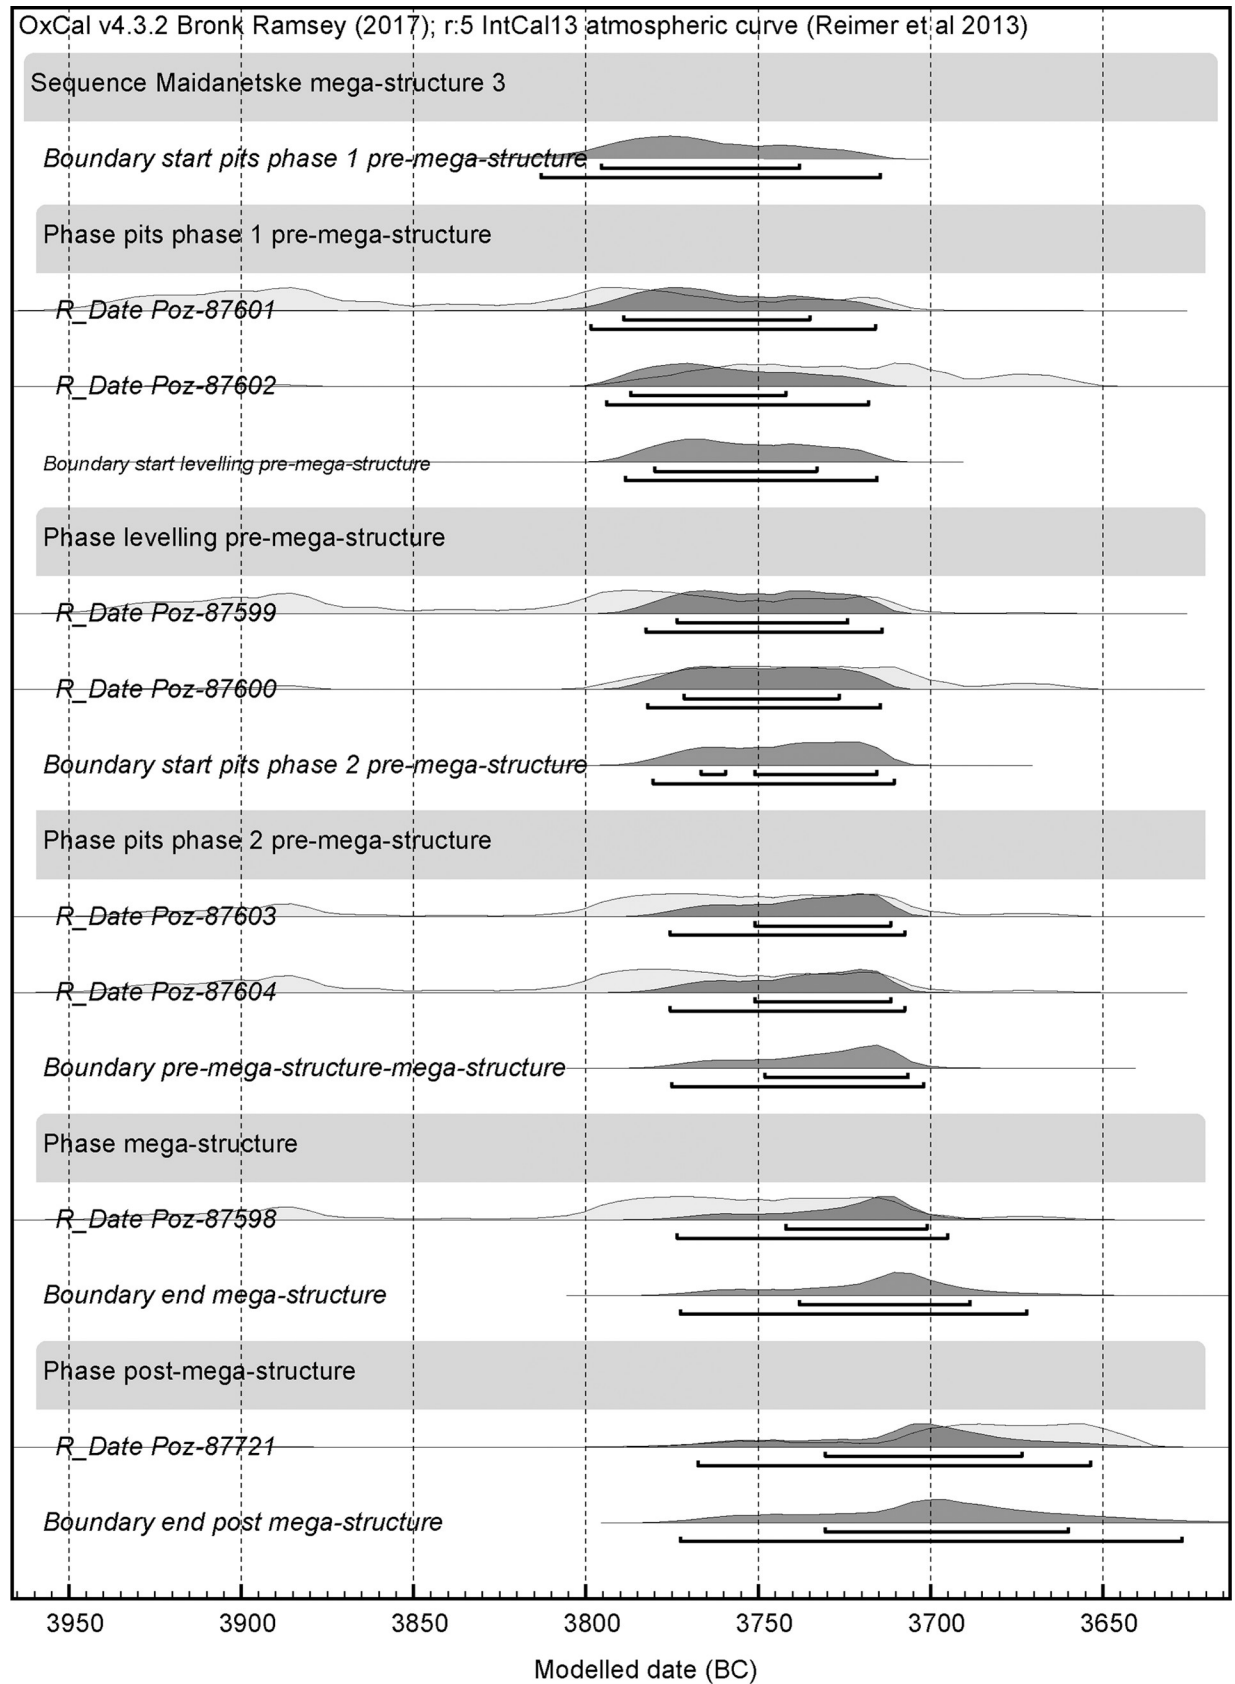 OxCal v4.3.2 Bronk Ramsey (2017); r:5 IntCal13 atmospheric curve (Reimer et al 2013)
Sequence Maidanetske mega-structure 3
Boundary start pits phase 1 pre-mega-structure
Phase pits phase 1 pre-mega-structure
R_Date Poz-87601
R_Date Poz-87602
Boundary start levelling pre-mega-structure
Phase levelling pre-mega-structure
R_Date Poz-87599
R_Date Poz-87600
Boundary start pits phase 2 pre-mega-structure
Phase pits phase 2 pre-mega-structure
R_Date Poz-87603
R_Date Poz-87604
Boundary pre-mega-structure-mega-structure
Phase mega-structure
R_Date Poz-87598
Boundary end mega-structure
Phase post-mega-structure
R_Date Poz-87721
Boundary end post mega-structure
3950 3900 3850 3800 3750 3700 3650
Modelled date (BC)